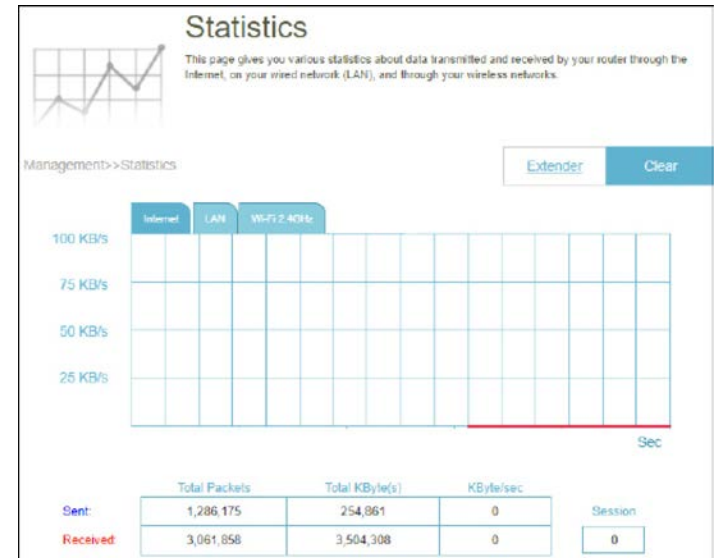 Statistics
This page gives you various statistics about data transmitted and received by your router through the
Internet, on your wired network (LAN), and through your wireless networks.
Management>>Statistics
Extender
Clear
Internet
LAN
Wi-Fi 2.4GHz
100 KB/s
75 KB/s
50 KB/s
25 KB/s
Sec
Total Packets Total KByte(s) KByte/sec
Sent: 1,286,175 254,861 0 Session
Received: 3,061,858 3,504,308 0 0